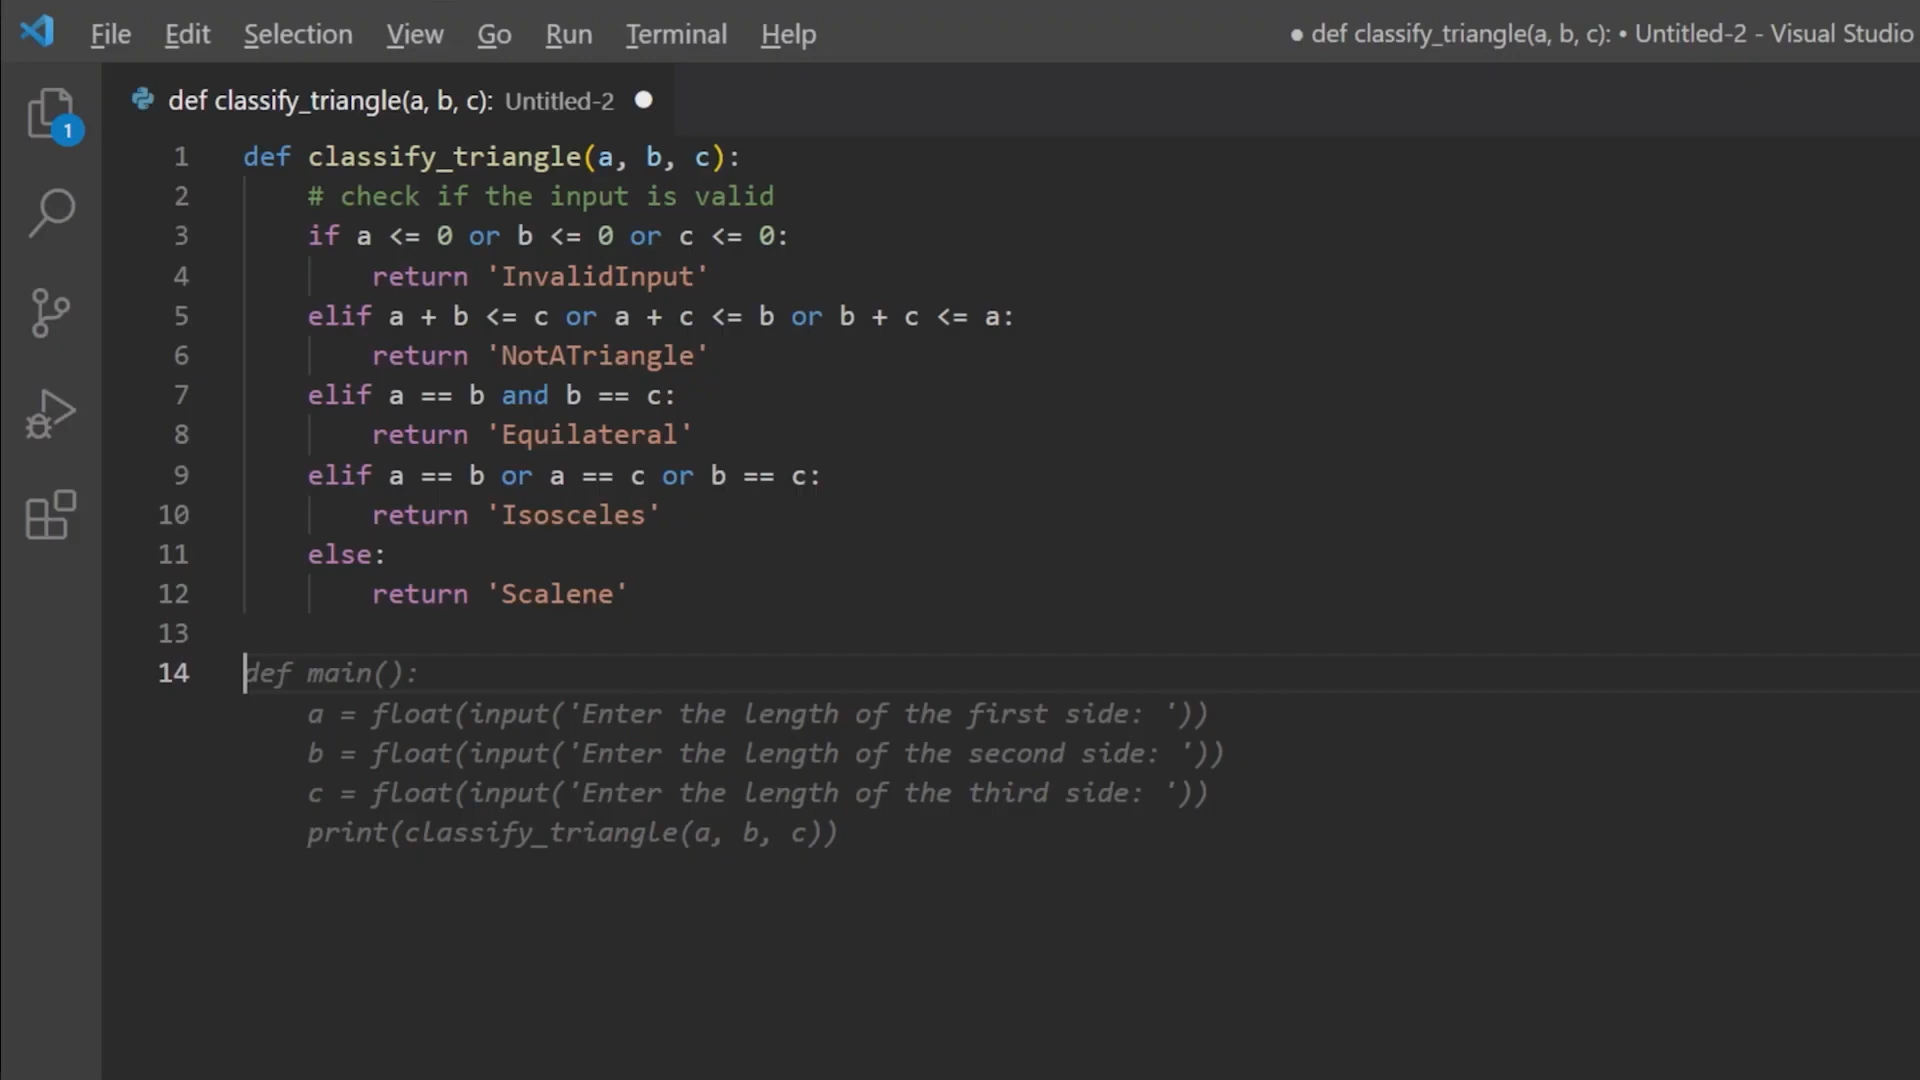 File Edit Selection View Go Run Terminal Help ● def classify_triangle(a, b, c): • Untitled-2 - Visual Studio
def classify_triangle(a, b, c): Untitled-2 ●
1
1 def classify_triangle(a, b, c):
2     # check if the input is valid
3     if a <= 0 or b <= 0 or c <= 0:
4         return 'InvalidInput'
5     elif a + b <= c or a + c <= b or b + c <= a:
6         return 'NotATriangle'
7     elif a == b and b == c:
8         return 'Equilateral'
9     elif a == b or a == c or b == c:
10         return 'Isosceles'
11     else:
12         return 'Scalene'
13
14 def main():
    a = float(input('Enter the length of the first side: '))
    b = float(input('Enter the length of the second side: '))
    c = float(input('Enter the length of the third side: '))
    print(classify_triangle(a, b, c))